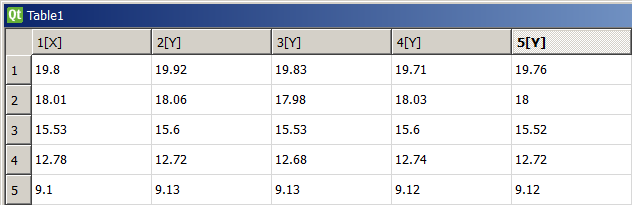 Qt Table1
1[X] 2[Y] 3[Y] 4[Y] 5[Y]
1 19.8 19.92 19.83 19.71 19.76
2 18.01 18.06 17.98 18.03 18
3 15.53 15.6 15.53 15.6 15.52
4 12.78 12.72 12.68 12.74 12.72
5 9.1 9.13 9.13 9.12 9.12